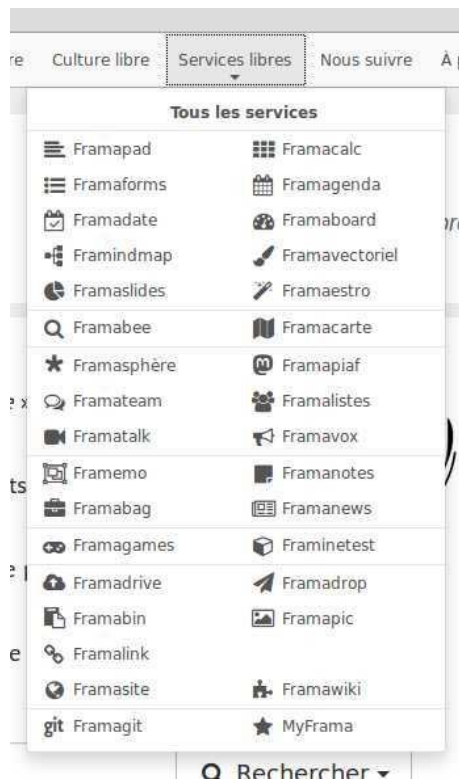 re Culture libre Services libres Nous suivre À
Tous les services
Framapad Framacalc
Framaforms Framagenda
Framadate Framaboard
Framindmap Framavectoriel
Framaslides Framaestro
Framabee Framacarte
Framasphère Framapiaf
e » Framateam Framalistes
Framatalk Framavox
ts Framemo Framanotes
Framabag Framanews
Framagames Framinetest
Framadrive Framadrop
Framabin Framapic
e Framalink
Framasite Framawiki
git Framagit MyFrama
Rechercher